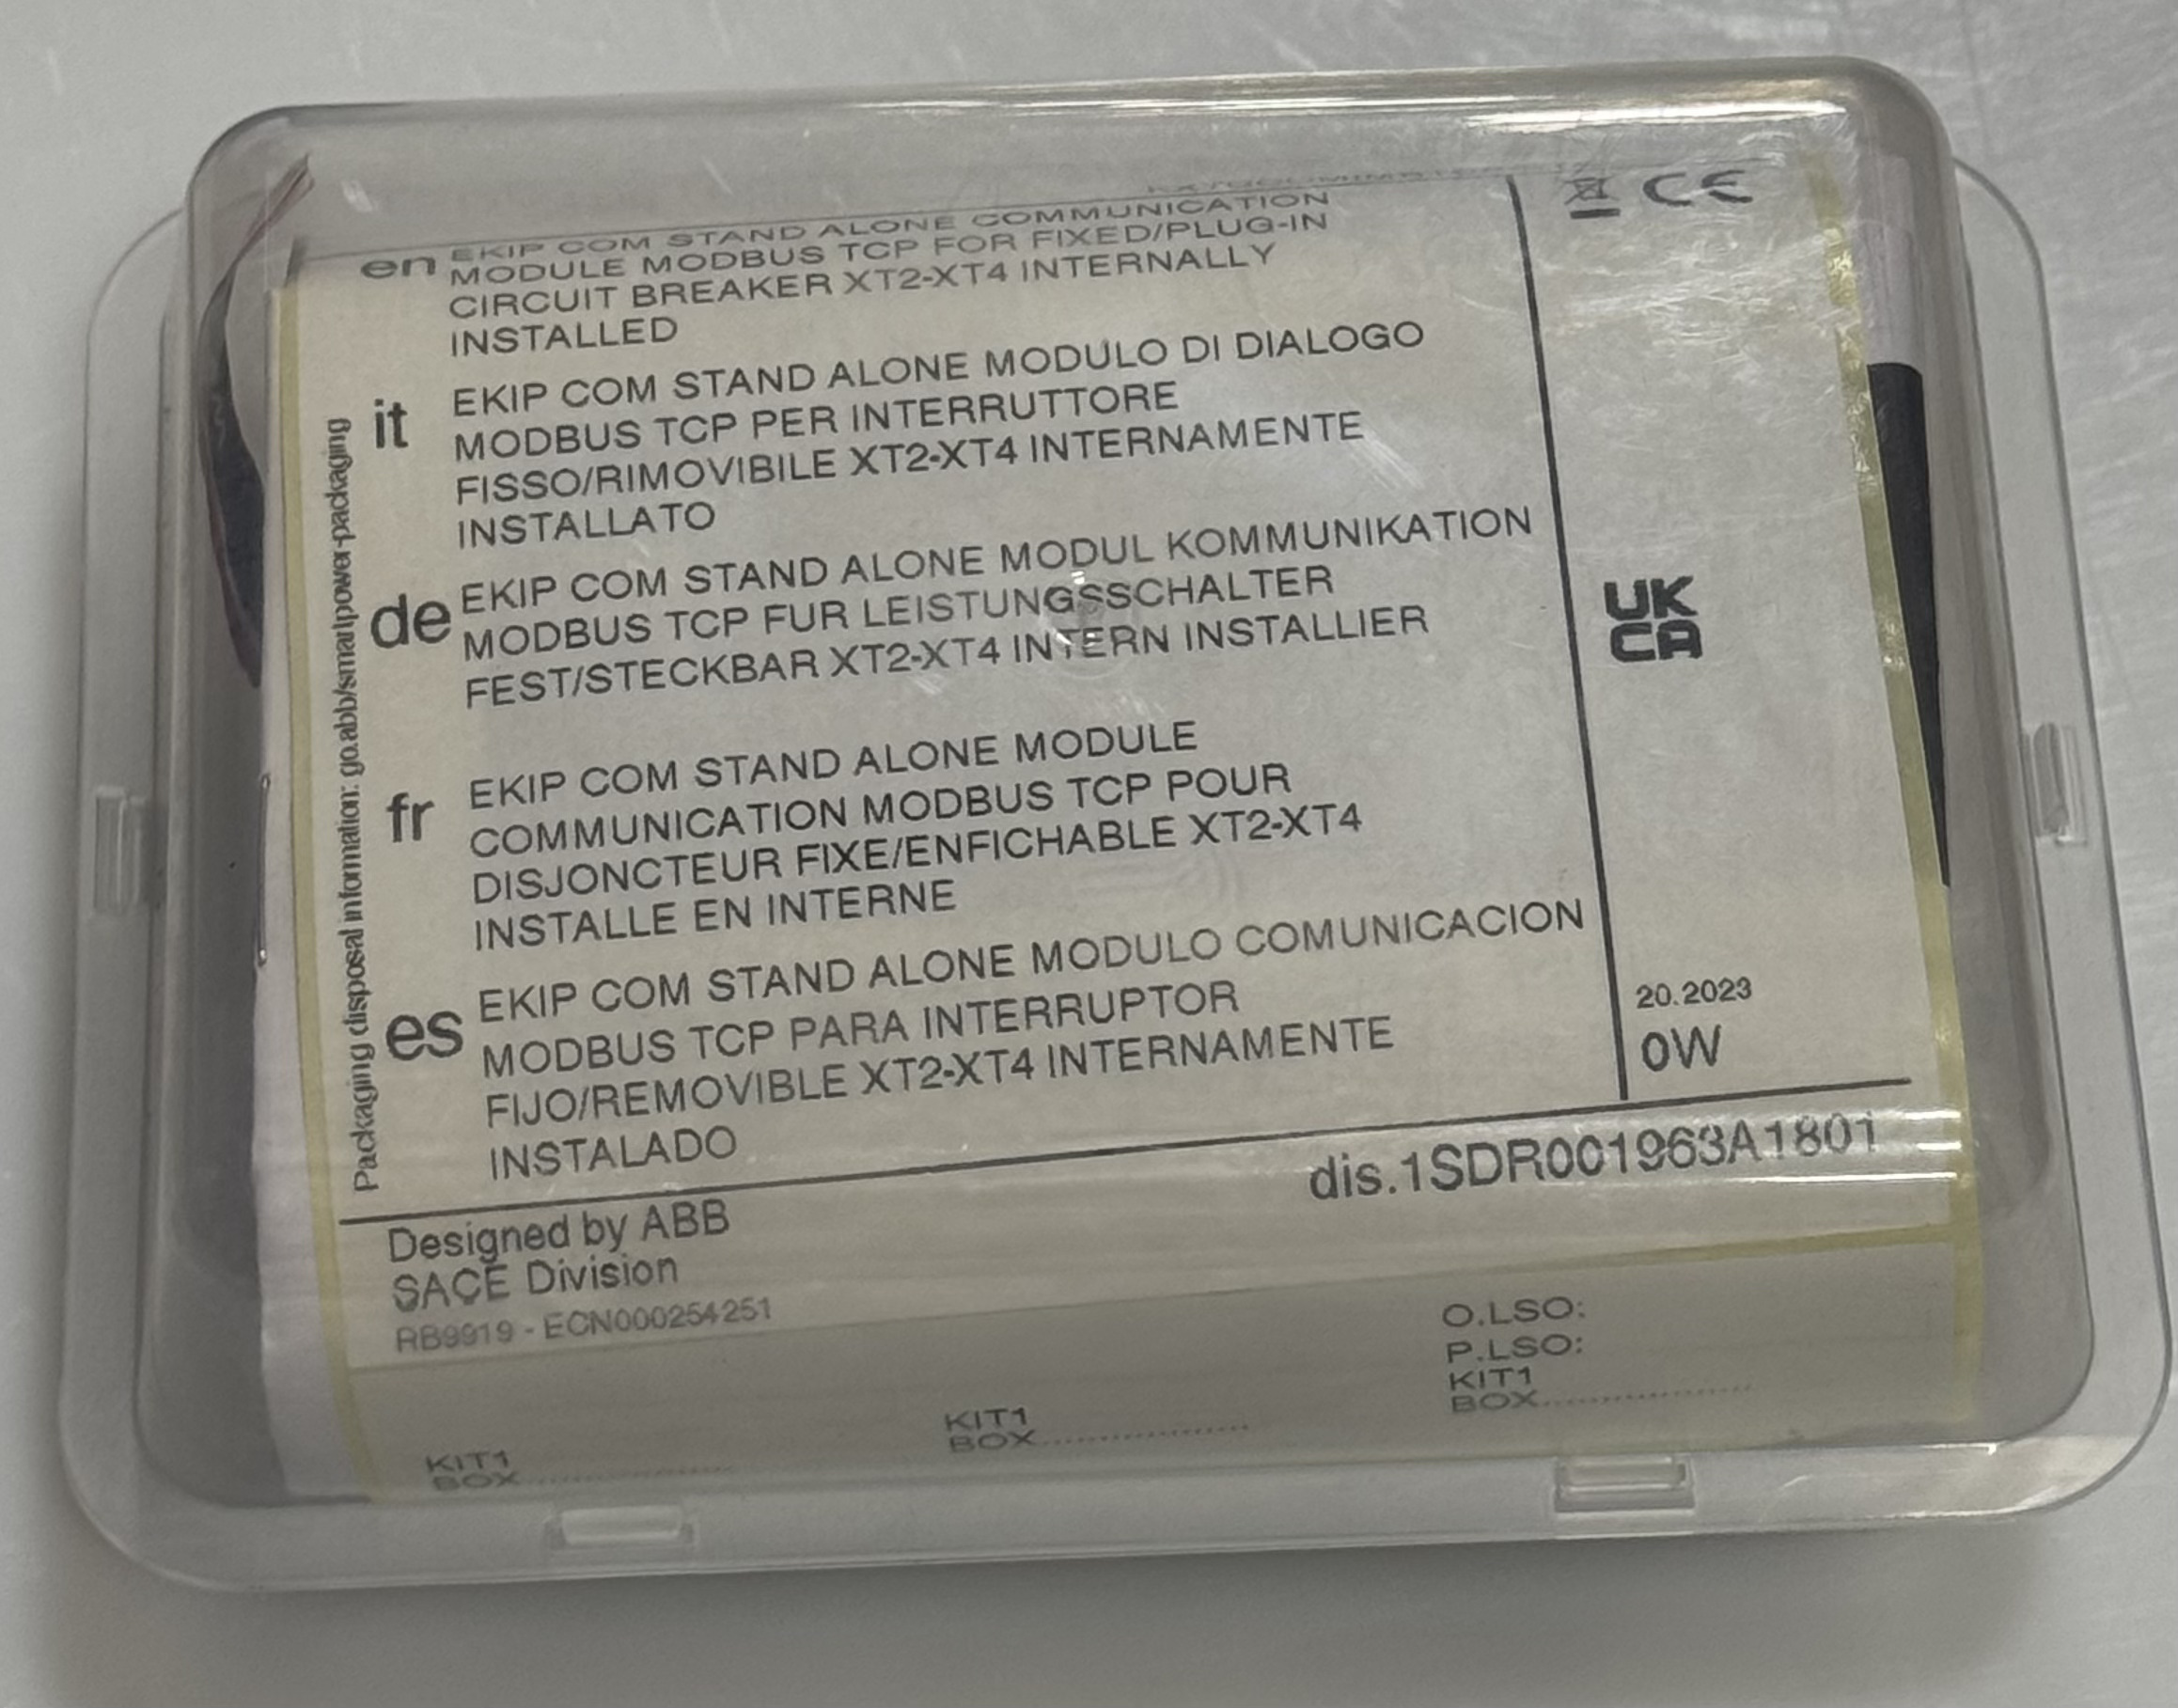 en EKIP COM STAND ALONE COMMUNICATION
MODULE MODBUS TCP FOR FIXED/PLUG-IN
CIRCUIT BREAKER XT2-XT4 INTERNALLY
INSTALLED
it EKIP COM STAND ALONE MODULO DI DIALOGO
MODBUS TCP PER INTERRUTTORE
FISSO/RIMOVIBILE XT2-XT4 INTERNAMENTE
INSTALLATO
de EKIP COM STAND ALONE MODUL KOMMUNIKATION
MODBUS TCP FUR LEISTUNGSSCHALTER
FEST/STECKBAR XT2-XT4 INTERN INSTALLIER
fr EKIP COM STAND ALONE MODULE
COMMUNICATION MODBUS TCP POUR
DISJONCTEUR FIXE/ENFICHABLE XT2-XT4
INSTALLE EN INTERNE
es EKIP COM STAND ALONE MODULO COMUNICACION
MODBUS TCP PARA INTERRUPTOR
FIJO/REMOVIBLE XT2-XT4 INTERNAMENTE
INSTALADO
Packaging disposal information: go.abb/smartpower-packaging
CE
UK
CA
20.2023
0W
dis.1SDR001963A1801
Designed by ABB
SACE Division
RB9919 - ECN000254251
O.LSO:
P.LSO:
KIT1
BOX..................
KIT1
BOX..................
KIT1
BOX..................